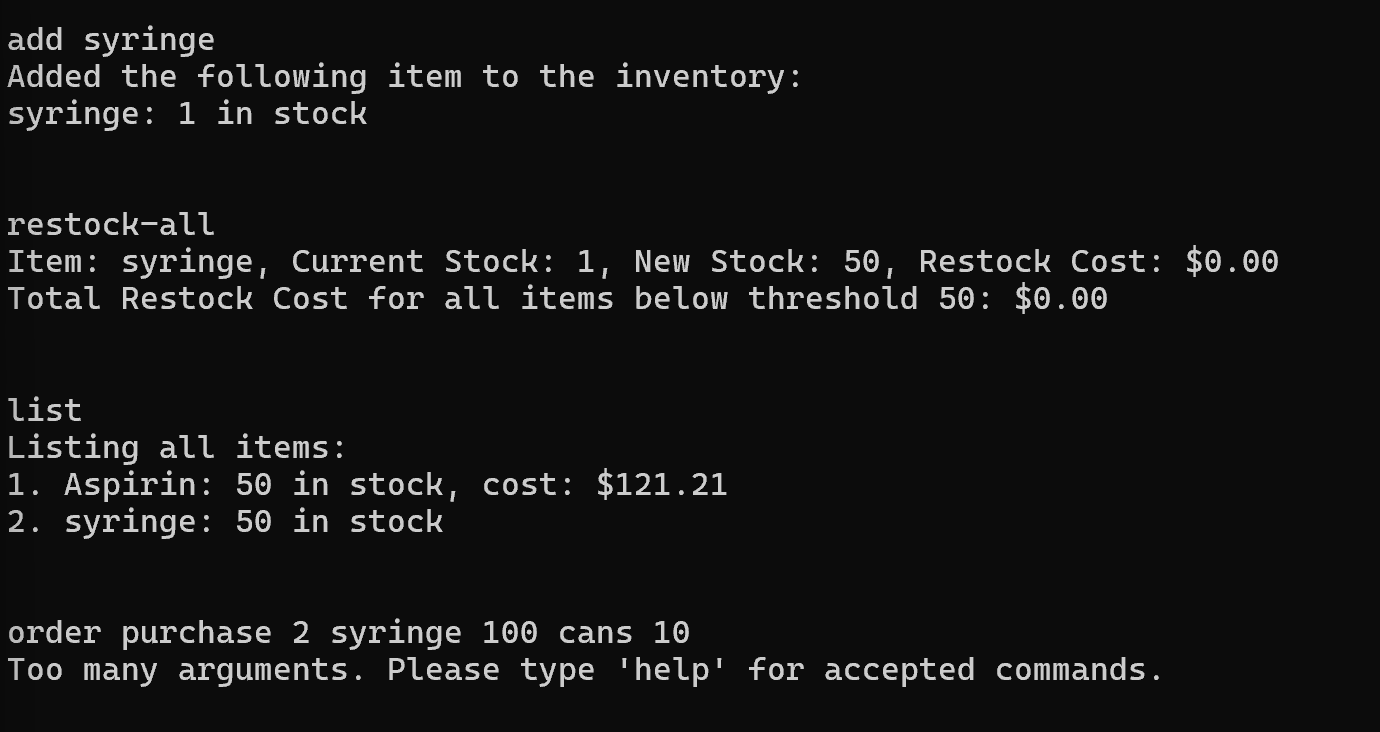 add syringe
Added the following item to the inventory:
syringe: 1 in stock
restock-all
Item: syringe, Current Stock: 1, New Stock: 50, Restock Cost: $0.00
Total Restock Cost for all items below threshold 50: $0.00
list
Listing all items:
1. Aspirin: 50 in stock, cost: $121.21
2. syringe: 50 in stock
order purchase 2 syringe 100 cans 10
Too many arguments. Please type 'help' for accepted commands.